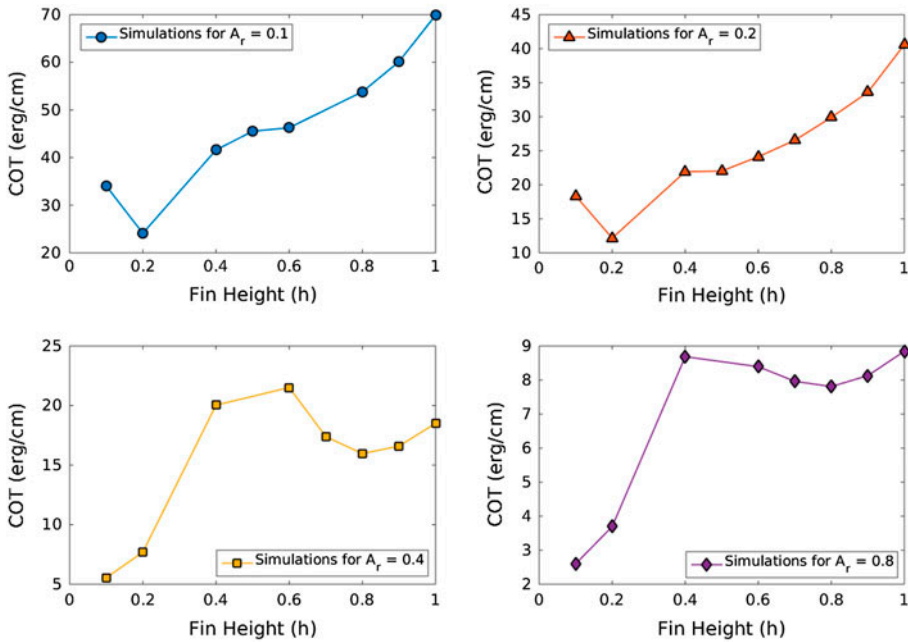 Simulations for A_r = 0.1
COT (erg/cm)
70
60
50
40
30
20
0 0.2 0.4 0.6 0.8 1
Fin Height (h)
Simulations for A_r = 0.2
COT (erg/cm)
45
40
35
30
25
20
15
10
0 0.2 0.4 0.6 0.8 1
Fin Height (h)
COT (erg/cm)
25
20
15
10
5
Simulations for A_r = 0.4
0 0.2 0.4 0.6 0.8 1
Fin Height (h)
COT (erg/cm)
9
8
7
6
5
4
3
2
Simulations for A_r = 0.8
0 0.2 0.4 0.6 0.8 1
Fin Height (h)